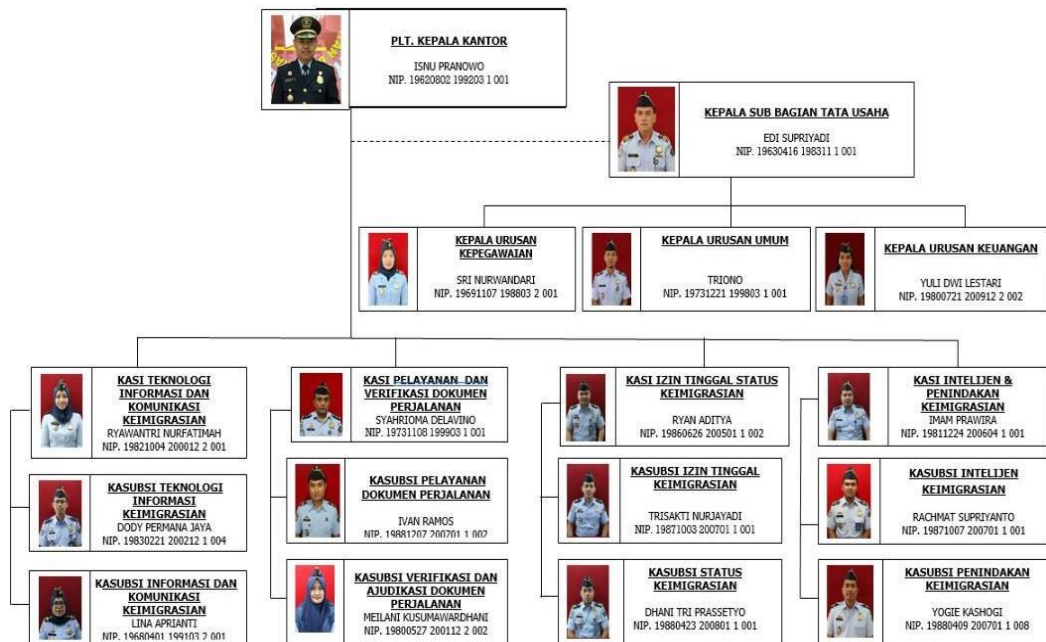 PLT. KEPALA KANTOR
ISNU PRANOWO
NIP. 19620802 199203 1 001
KEPALA SUB BAGIAN TATA USAHA
EDI SUPRIYADI
NIP. 19630416 198311 1 001
KEPALA URUSAN
KEPEGAWAIAN
SRI NURWANDARI
NIP. 19691107 198803 2 001
KEPALA URUSAN UMUM
TRIONO
NIP. 19731221 199803 1 001
KEPALA URUSAN KEUANGAN
YULI DWI LESTARI
NIP. 19800721 200912 2 002
KASI TEKNOLOGI
INFORMASI DAN
KOMUNIKASI
KEIMIGRASIAN
RYAWANTRI NURFATIMAH
NIP. 19821004 200012 2 001
KASI PELAYANAN DAN
VERIFIKASI DOKUMEN
PERJALANAN
SYAHRIOMA DELAVINO
NIP. 19731108 199903 1 001
KASI IZIN TINGGAL STATUS
KEIMIGRASIAN
RYAN ADITYA
NIP. 19860626 200501 1 002
KASI INTELIJEN &
PENINDAKAN
KEIMIGRASIAN
IMAM PRAWIRA
NIP. 19811224 200604 1 001
KASUBSI TEKNOLOGI
INFORMASI
KEIMIGRASIAN
DODY PERMANA JAYA
NIP. 19830221 200212 1 004
KASUBSI PELAYANAN
DOKUMEN PERJALANAN
IVAN RAMOS
NIP. 19881207 200701 1 002
KASUBSI IZIN TINGGAL
KEIMIGRASIAN
TRISAKTI NURJAYADI
NIP. 19871003 200701 1 001
KASUBSI INTELIJEN
KEIMIGRASIAN
RACHMAT SUPRIYANTO
NIP. 19871007 200701 1 001
KASUBSI INFORMASI DAN
KOMUNIKASI
KEIMIGRASIAN
LINA APRIANTI
NIP. 19680401 199103 2 001
KASUBSI VERIFIKASI DAN
AJUDIKASI DOKUMEN
PERJALANAN
MEILANI KUSUMAWARDHANI
NIP. 19800527 200112 2 002
KASUBSI STATUS
KEIMIGRASIAN
DHANI TRI PRASSETYO
NIP. 19880423 200801 1 001
KASUBSI PENINDAKAN
KEIMIGRASIAN
YOGIE KASHOGI
NIP. 19880409 200701 1 008